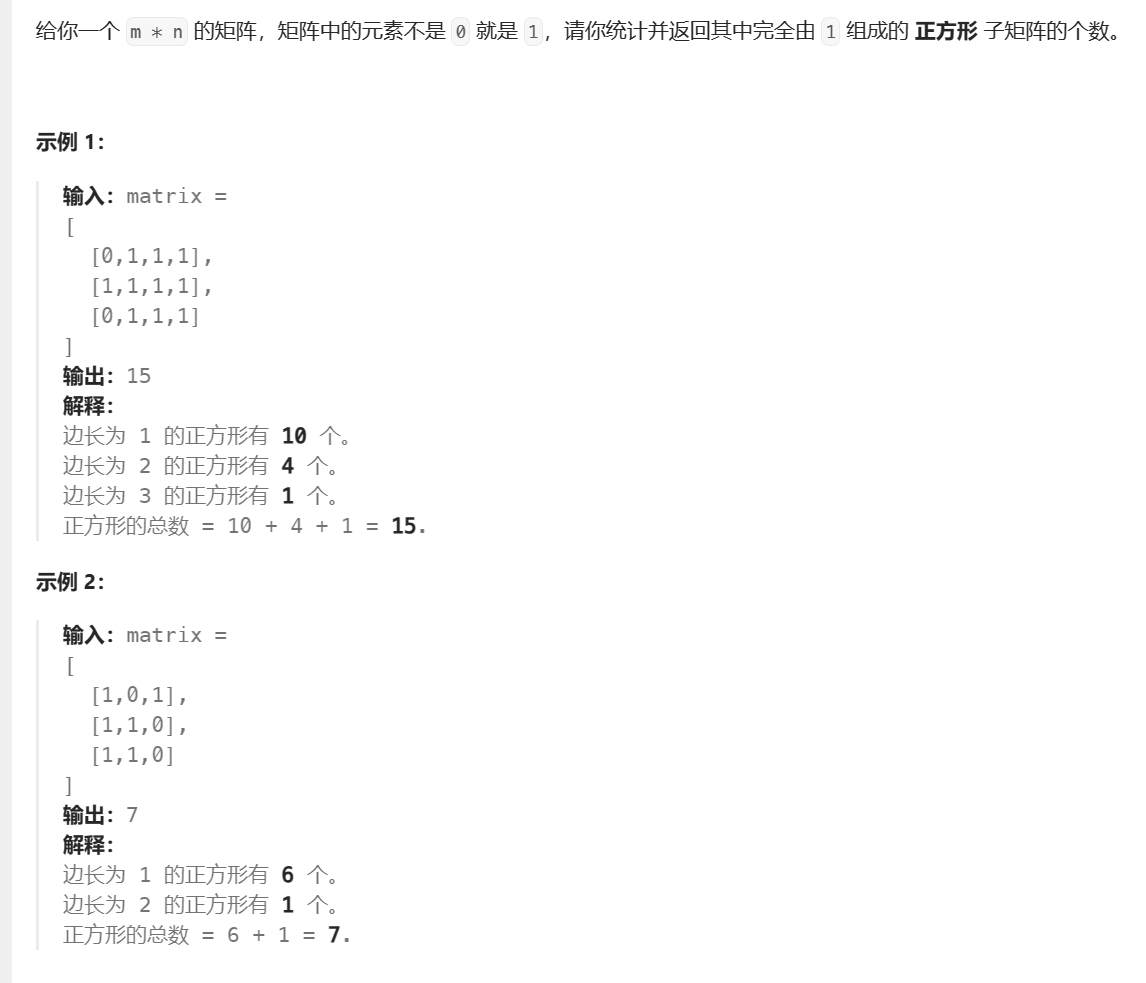 给你一个 m * n 的矩阵，矩阵中的元素不是 0 就是 1，请你统计并返回其中完全由 1 组成的 正方形 子矩阵的个数。
示例 1：
输入：matrix =
[
  [0,1,1,1],
  [1,1,1,1],
  [0,1,1,1]
]
输出：15
解释：
边长为 1 的正方形有 10 个。
边长为 2 的正方形有 4 个。
边长为 3 的正方形有 1 个。
正方形的总数 = 10 + 4 + 1 = 15.
示例 2：
输入：matrix =
[
  [1,0,1],
  [1,1,0],
  [1,1,0]
]
输出：7
解释：
边长为 1 的正方形有 6 个。
边长为 2 的正方形有 1 个。
正方形的总数 = 6 + 1 = 7.